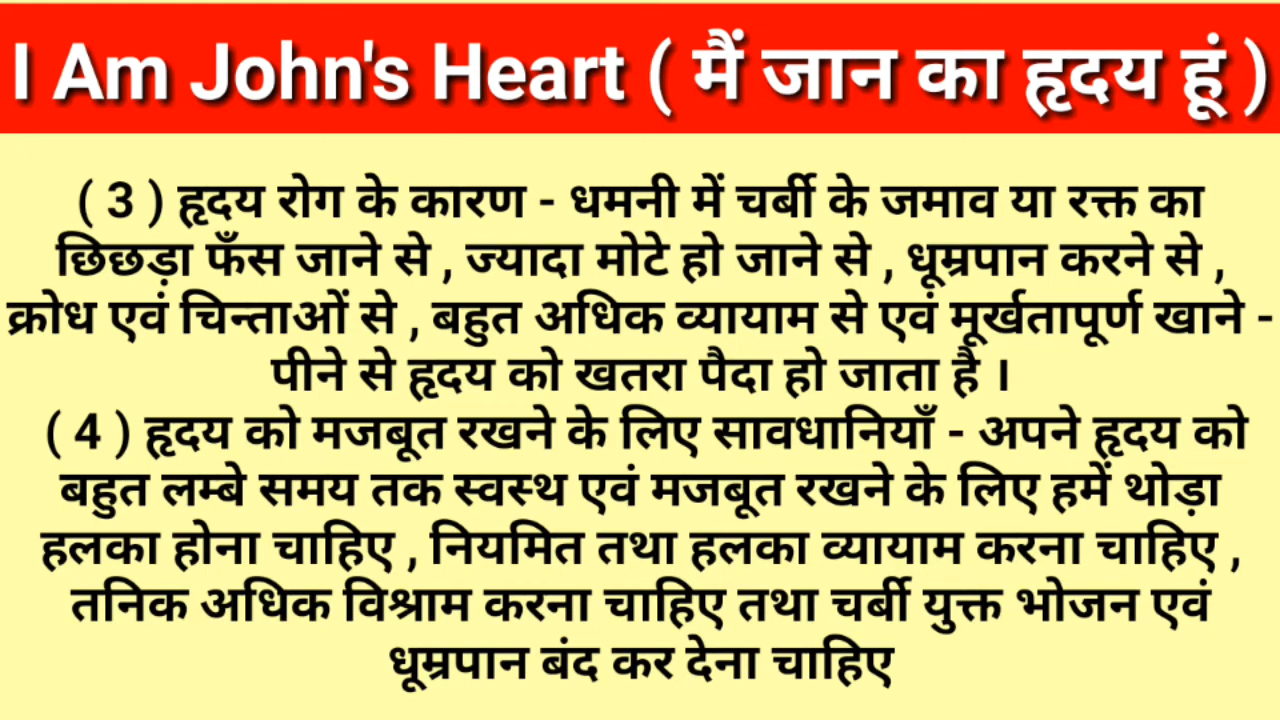 I Am John's Heart ( मैं जान का हृदय हूं )
( 3 ) हृदय रोग के कारण - धमनी में चर्बी के जमाव या रक्त का
छिछड़ा फँस जाने से , ज्यादा मोटे हो जाने से , धूम्रपान करने से ,
क्रोध एवं चिन्ताओं से , बहुत अधिक व्यायाम से एवं मूर्खतापूर्ण खाने -
पीने से हृदय को खतरा पैदा हो जाता है ।
( 4 ) हृदय को मजबूत रखने के लिए सावधानियाँ - अपने हृदय को
बहुत लम्बे समय तक स्वस्थ एवं मजबूत रखने के लिए हमें थोड़ा
हलका होना चाहिए , नियमित तथा हलका व्यायाम करना चाहिए ,
तनिक अधिक विश्राम करना चाहिए तथा चर्बी युक्त भोजन एवं
धूम्रपान बंद कर देना चाहिए